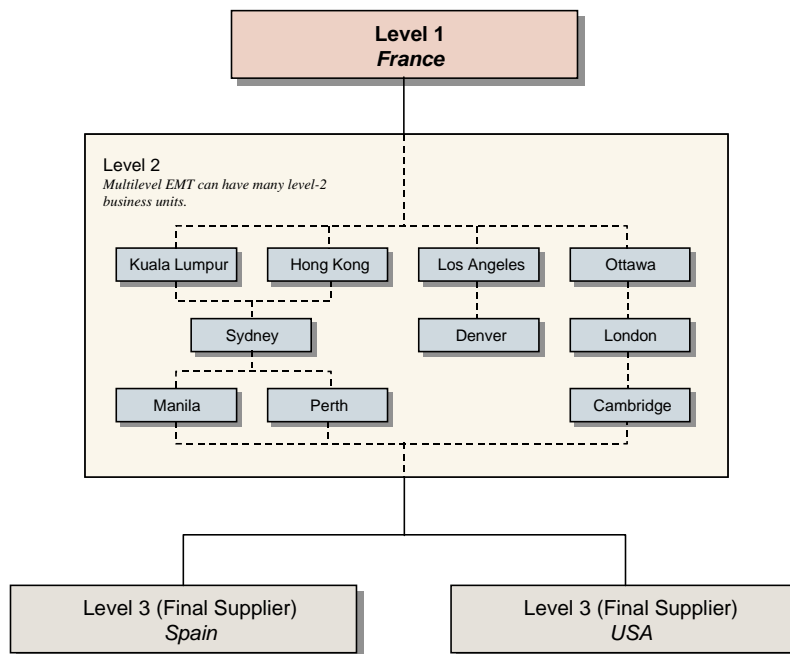 Level 1
France
Level 2
Multilevel EMT can have many level-2
business units.
Kuala Lumpur
Hong Kong
Los Angeles
Ottawa
Sydney
Denver
London
Manila
Perth
Cambridge
Level 3 (Final Supplier)
Spain
Level 3 (Final Supplier)
USA